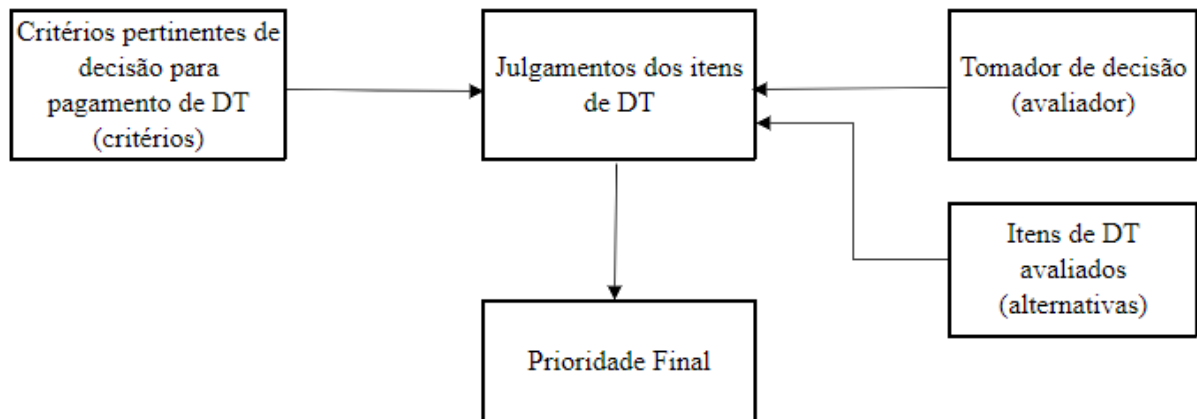 Critérios pertinentes de
decisão para
pagamento de DT
(critérios)
Julgamentos dos itens
de DT
Tomador de decisão
(avaliador)
Itens de DT
avaliados
(alternativas)
Prioridade Final